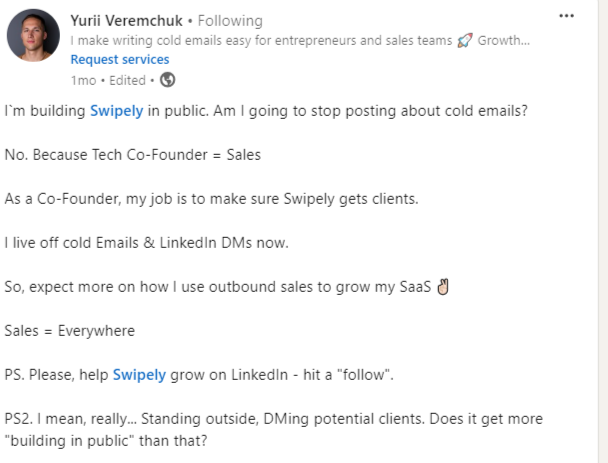 Yurii Veremchuk • Following
I make writing cold emails easy for entrepreneurs and sales teams 🚀 Growth...
Request services
1mo • Edited •
I`m building Swipely in public. Am I going to stop posting about cold emails?
No. Because Tech Co-Founder = Sales
As a Co-Founder, my job is to make sure Swipely gets clients.
I live off cold Emails & LinkedIn DMs now.
So, expect more on how I use outbound sales to grow my SaaS ✌🏻
Sales = Everywhere
PS. Please, help Swipely grow on LinkedIn - hit a "follow".
PS2. I mean, really... Standing outside, DMing potential clients. Does it get more
"building in public" than that?